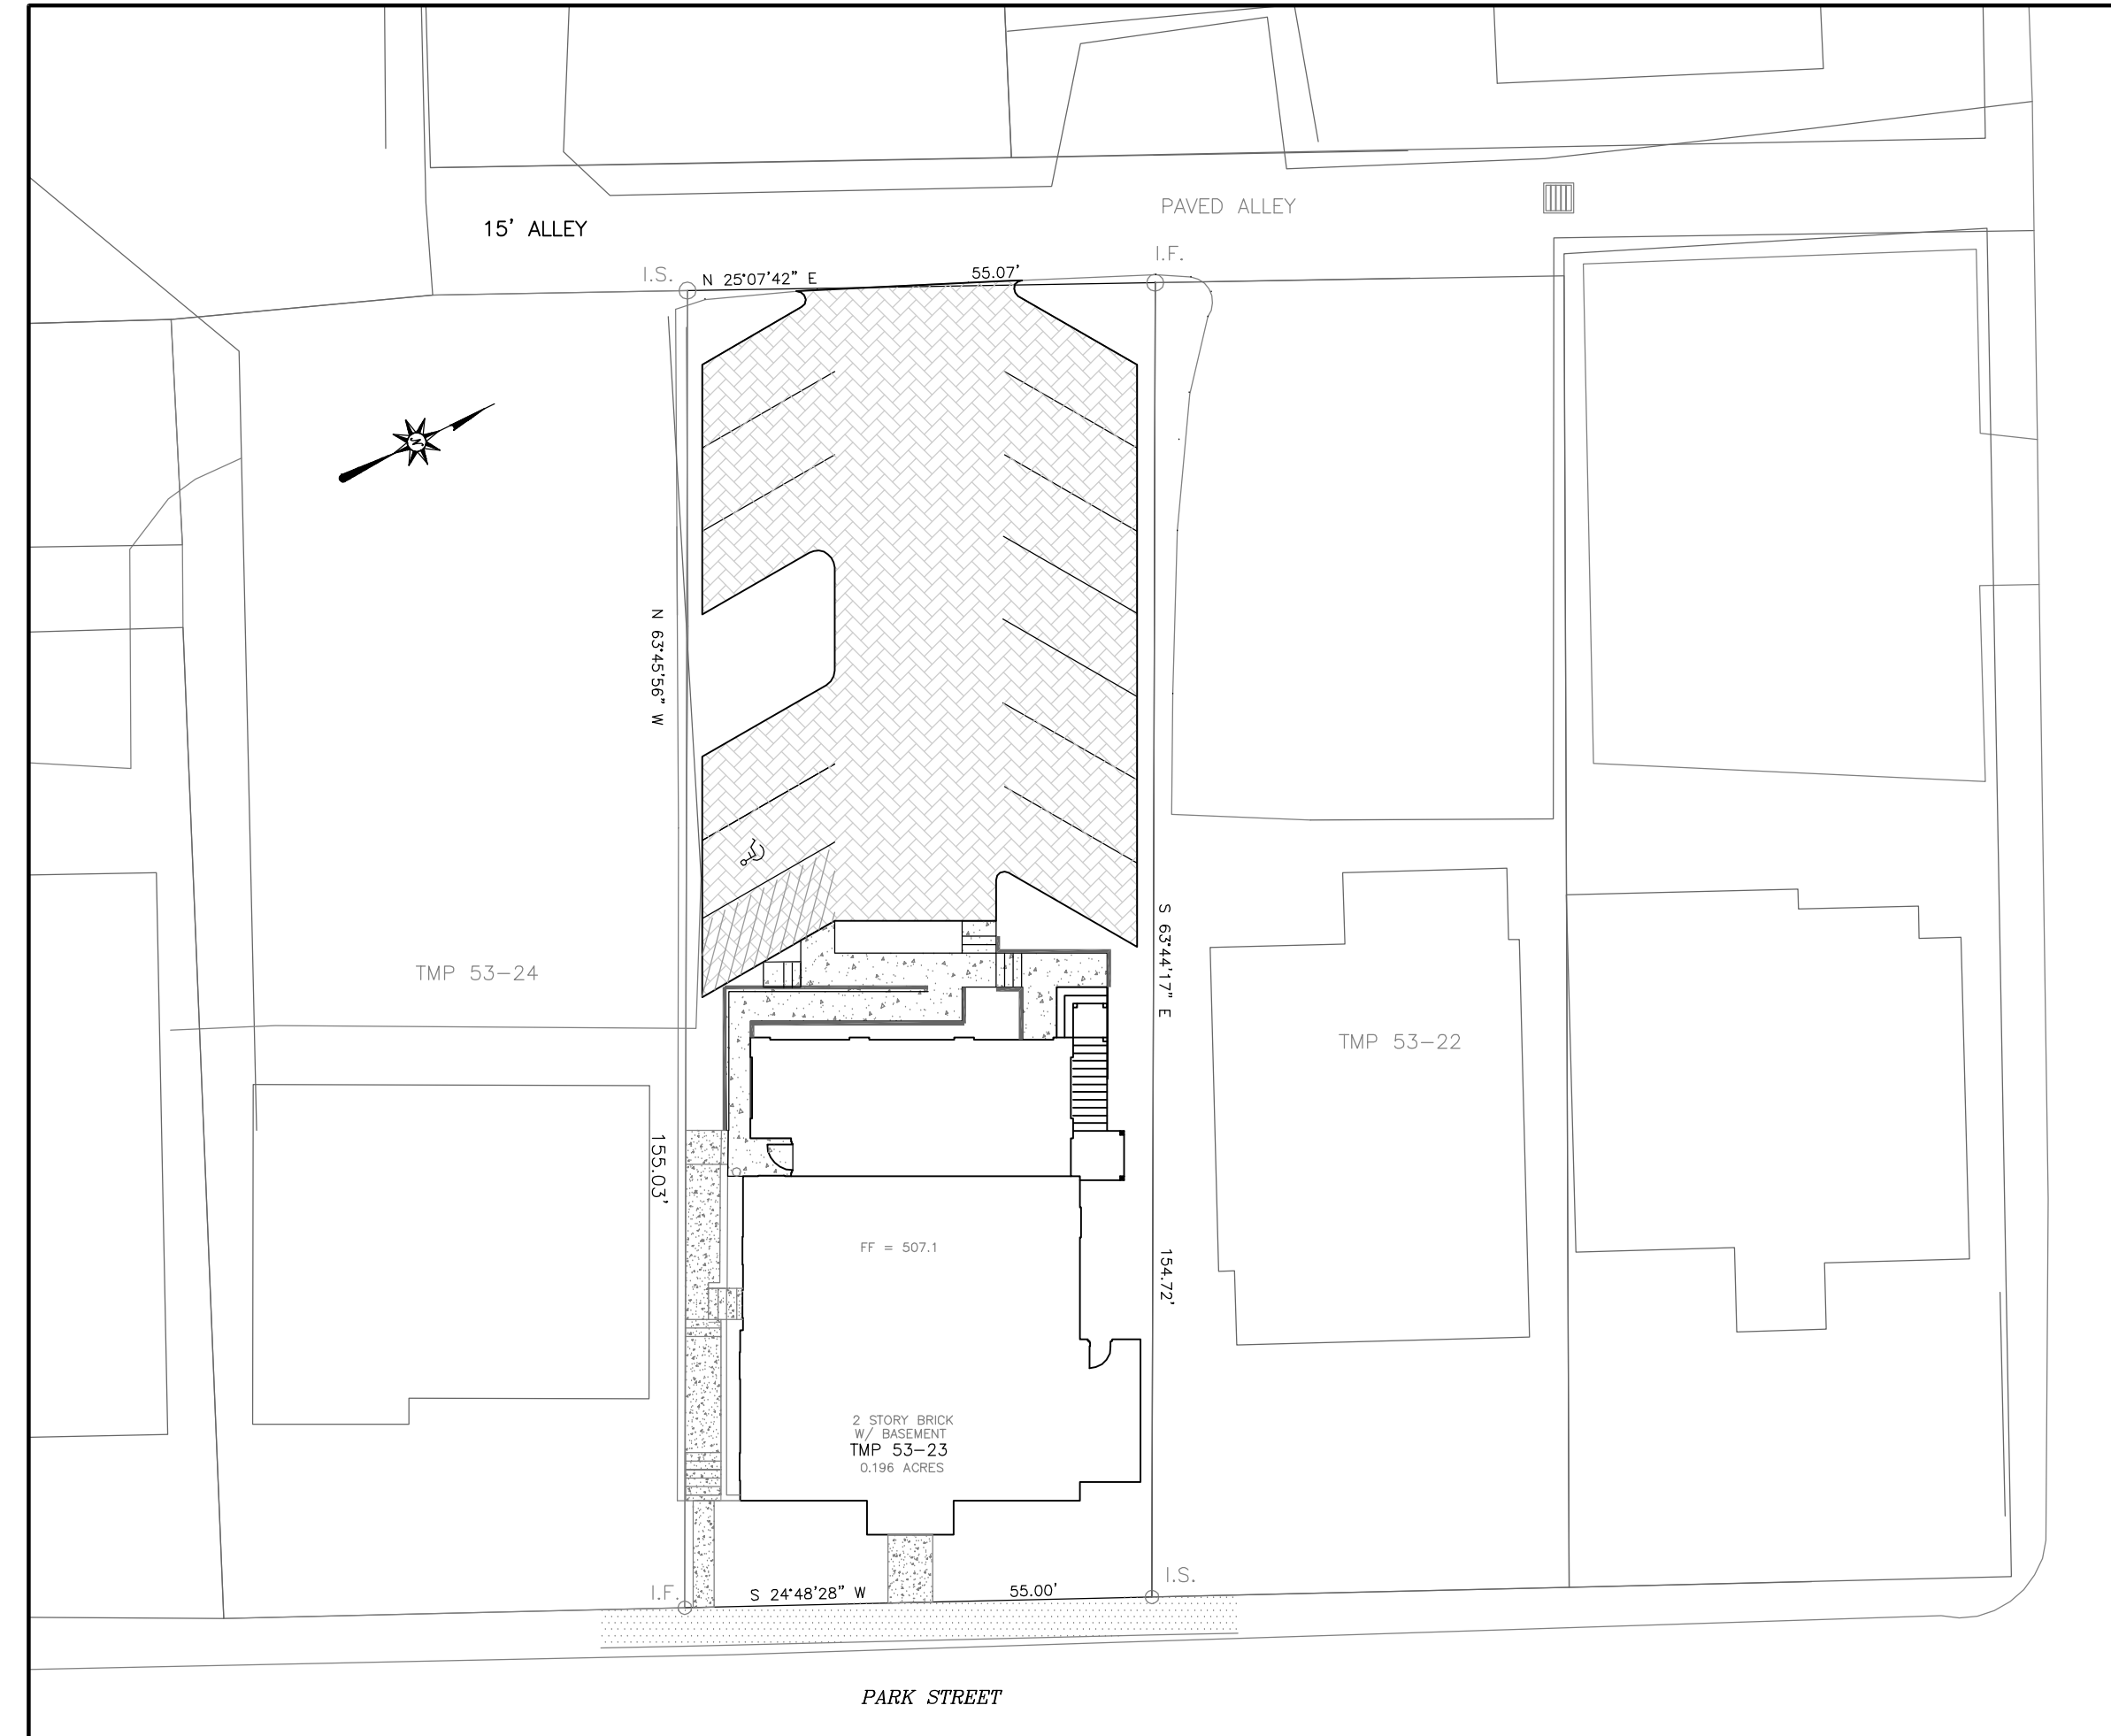 15' ALLEY
PAVED ALLEY
I.S.
N 25°07'42" E
55.07'
I.F.
N
N 63°45'56" W
155.03'
S 63°44'17" E
154.72'
TMP 53-24
TMP 53-22
FF = 507.1
2 STORY BRICK
W/ BASEMENT
TMP 53-23
0.196 ACRES
I.F.
S 24°48'28" W
55.00'
I.S.
PARK STREET